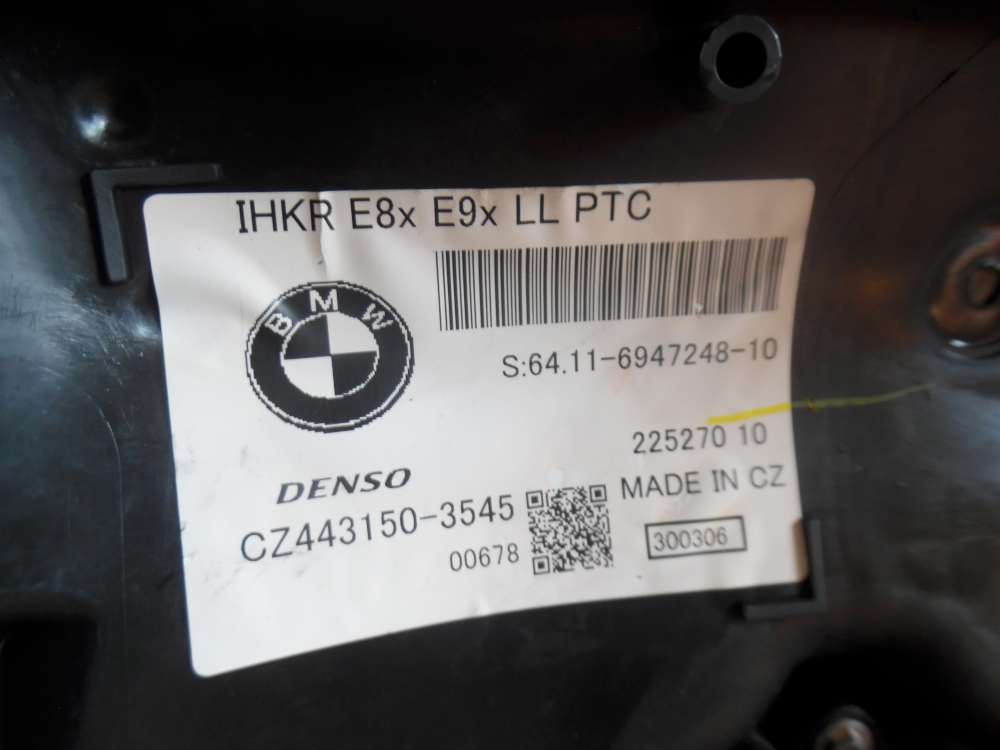 IHKR E8x E9x LL PTC
BMW
S:64.11-6947248-10
225270 10
DENSO
MADE IN CZ
CZ443150-3545
00678
300306